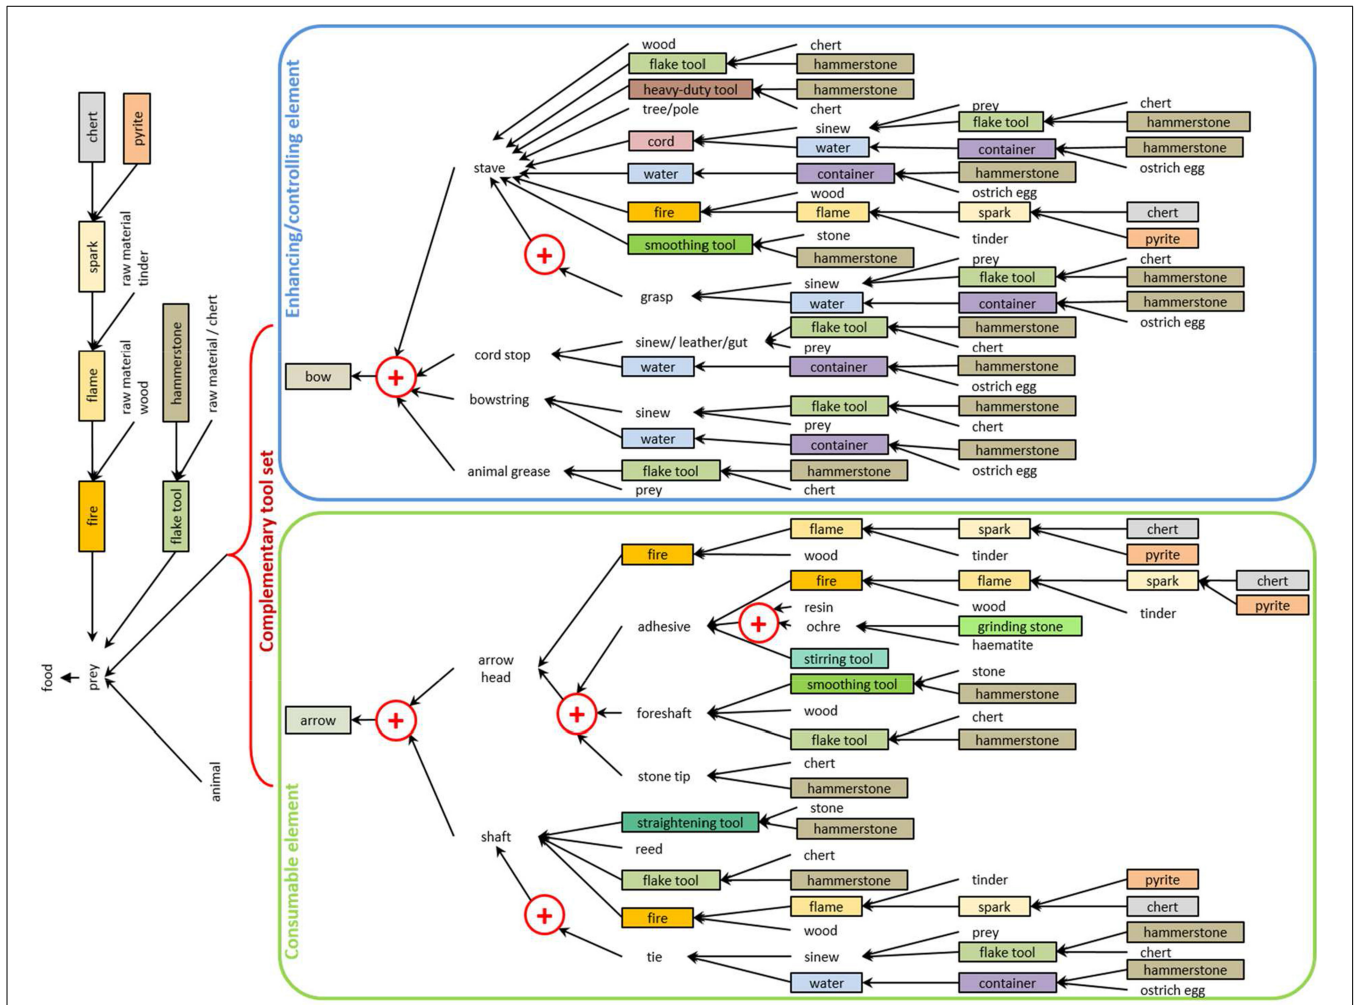 chert
pyrite
spark
raw material
tinder
flame
raw material
wood
hammerstone
raw material / chert
fire
flake tool
food
prey
animal
Complementary tool set
Enhancing/controlling element
bow
stave
wood
flake tool
chert
hammerstone
heavy-duty tool
hammerstone
tree/pole
chert
cord
sinew
prey
flake tool
chert
hammerstone
water
container
hammerstone
ostrich egg
water
container
hammerstone
ostrich egg
fire
wood
flame
spark
chert
tinder
pyrite
smoothing tool
stone
hammerstone
+
grasp
sinew
prey
flake tool
chert
hammerstone
water
container
hammerstone
ostrich egg
+
cord stop
sinew/ leather/gut
flake tool
hammerstone
prey
chert
water
container
hammerstone
ostrich egg
bowstring
sinew
flake tool
hammerstone
prey
chert
water
container
hammerstone
ostrich egg
animal grease
flake tool
hammerstone
prey
chert
Consumable element
arrow
+
arrow
head
fire
flame
spark
chert
wood
tinder
pyrite
+
adhesive
fire
flame
spark
chert
pyrite
wood
tinder
+
resin
ochre
grinding stone
haematite
stirring tool
foreshaft
smoothing tool
stone
hammerstone
wood
flake tool
chert
hammerstone
stone tip
chert
hammerstone
shaft
straightening tool
stone
hammerstone
reed
flake tool
chert
hammerstone
fire
flame
tinder
spark
pyrite
chert
wood
+
tie
sinew
prey
flake tool
hammerstone
chert
water
container
hammerstone
ostrich egg